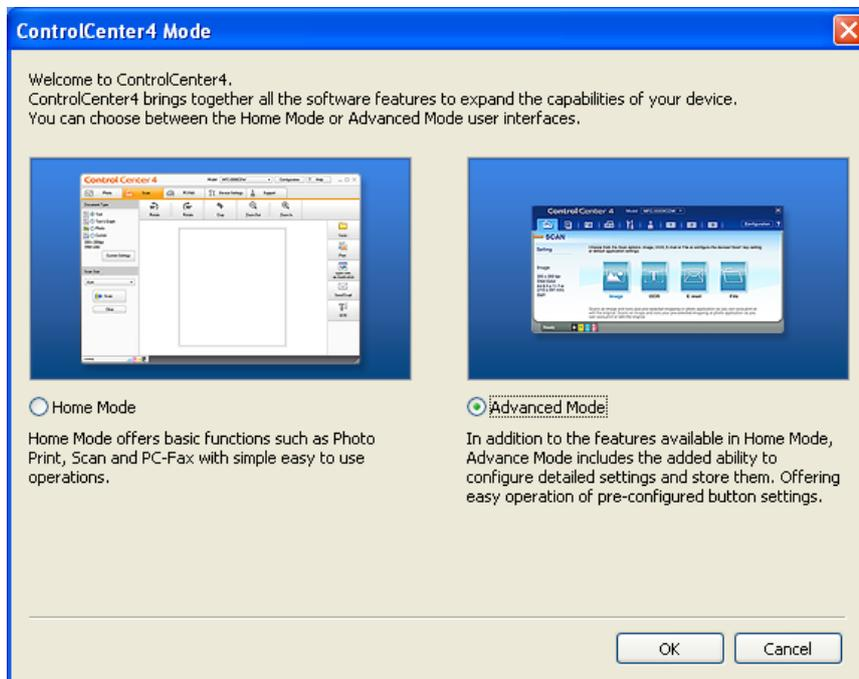 ControlCenter4 Mode
Welcome to ControlCenter4.
ControlCenter4 brings together all the software features to expand the capabilities of your device.
You can choose between the Home Mode or Advanced Mode user interfaces.
Control Center 4
Scan
Control Center 4
SCAN
Setting
Image
Image
OCR
E-mail
File
Home Mode
Home Mode offers basic functions such as Photo
Print, Scan and PC-Fax with simple easy to use
operations.
Advanced Mode
In addition to the features available in Home Mode,
Advance Mode includes the added ability to
configure detailed settings and store them. Offering
easy operation of pre-configured button settings.
OK
Cancel